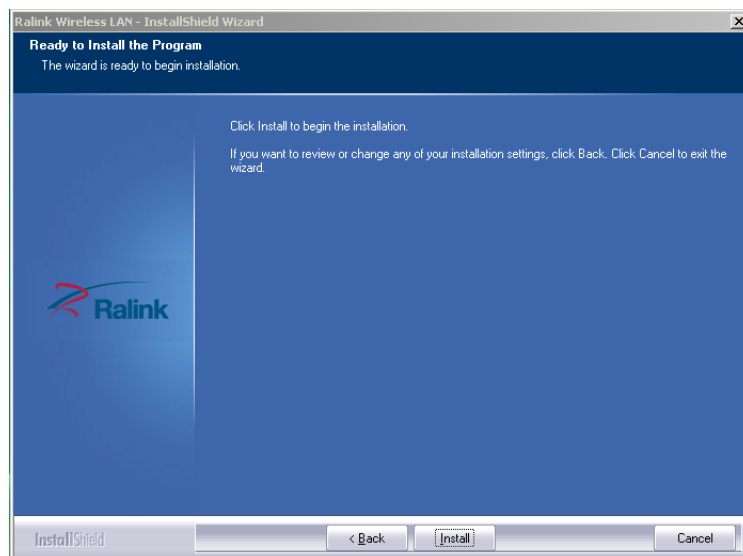 Ralink Wireless LAN - InstallShield Wizard
Ready to Install the Program
The wizard is ready to begin installation.
Click Install to begin the installation.
If you want to review or change any of your installation settings, click Back. Click Cancel to exit the
wizard.
Ralink
InstallShield
< Back
Install
Cancel